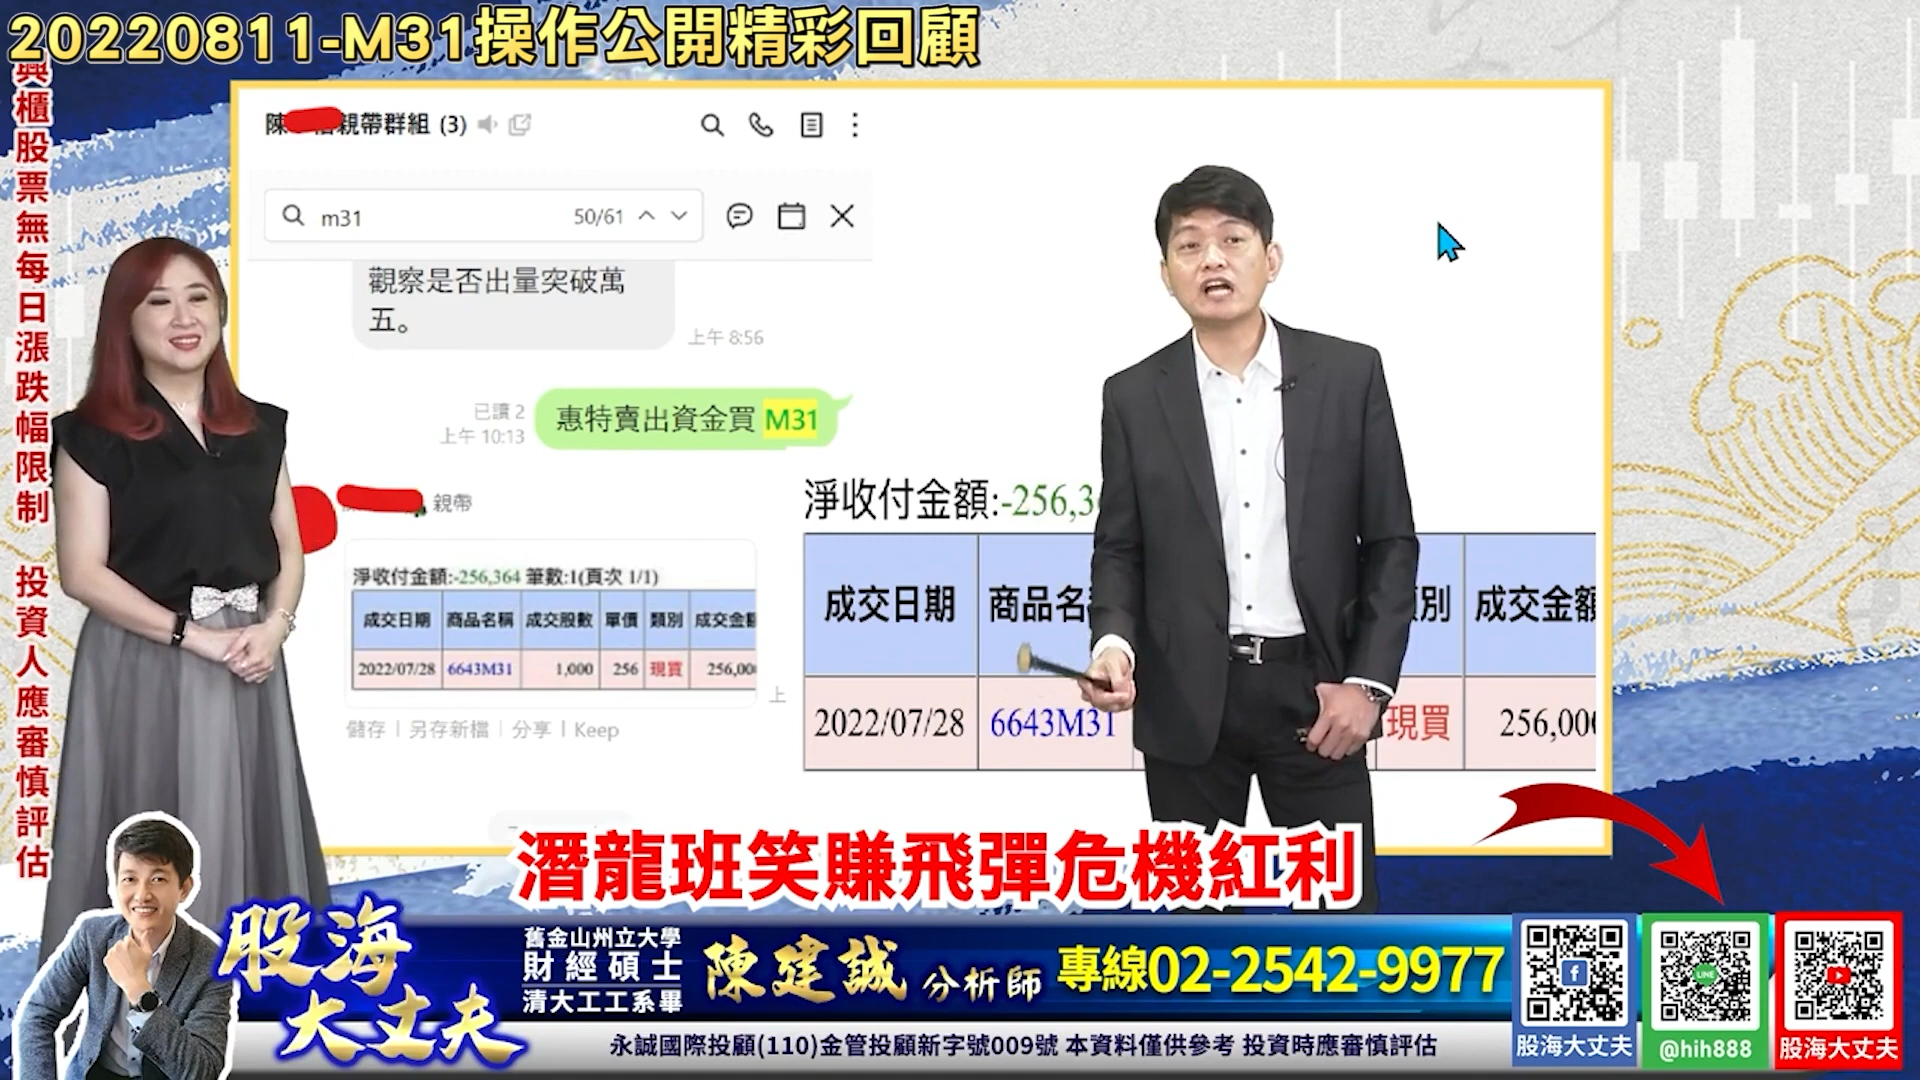 20220811-M31操作公開精彩回顧
興櫃股票無每日漲跌幅限制 投資人應審慎評估
陳
親帶群組 (3)
m31
50/61
觀察是否出量突破萬
五。
上午 8:56
已讀 2
上午 10:13
惠特賣出資金買 M31
親帶
淨收付金額:-256,364 筆數:1(頁次 1/1)
成交日期 商品名稱 成交股數 單價 類別 成交金額
2022/07/28 6643M31 1,000 256 現買 256,00
上
儲存 | 另存新檔 | 分享 | Keep
淨收付金額:-256,3
成交日期 商品名 別 成交金額
2022/07/28 6643M31 現買 256,00
潛龍班笑賺飛彈危機紅利
股海
大丈夫
舊金山州立大學
財經碩士
清大工工系畢
陳建誠 分析師
專線02-2542-9977
永誠國際投顧(110)金管投顧新字號009號 本資料僅供參考 投資時應審慎評估
股海大丈夫
LINE
@hih888
股海大丈夫